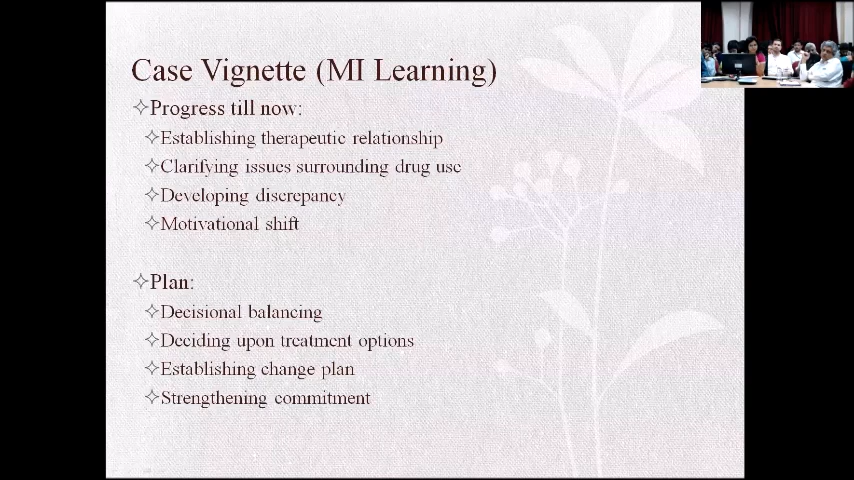 Case Vignette (MI Learning)
Progress till now:
Establishing therapeutic relationship
Clarifying issues surrounding drug use
Developing discrepancy
Motivational shift
Plan:
Decisional balancing
Deciding upon treatment options
Establishing change plan
Strengthening commitment